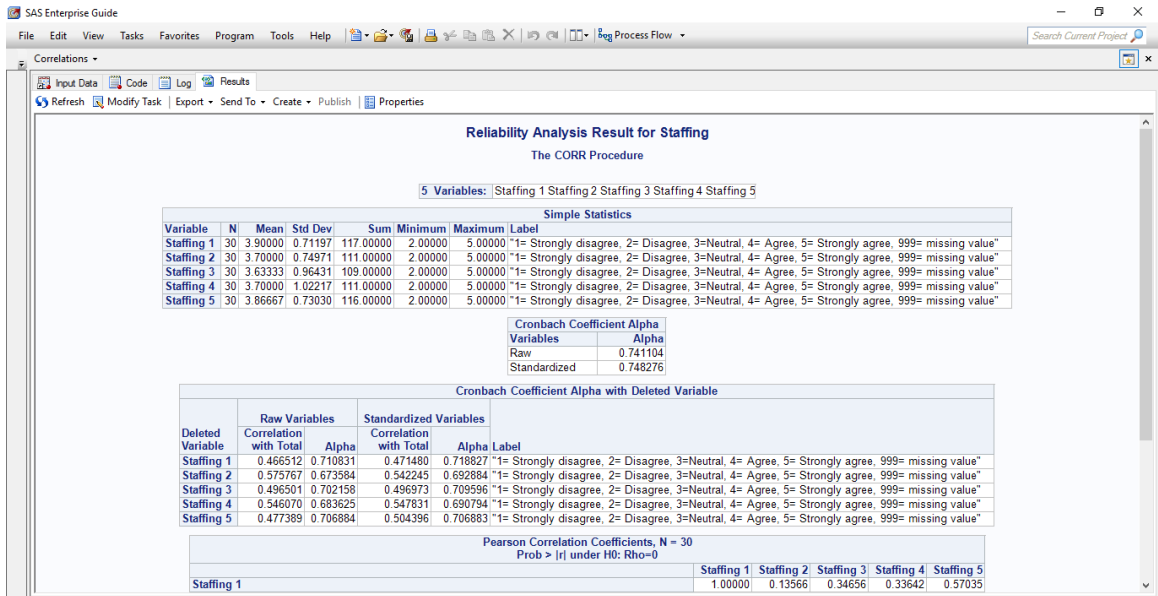 SAS Enterprise Guide
File Edit View Tasks Favorites Program Tools Help Process Flow Search Current Project
Correlations
Input Data Code Log Results
Refresh Modify Task Export Send To Create Publish Properties
Reliability Analysis Result for Staffing
The CORR Procedure
5 Variables: Staffing 1 Staffing 2 Staffing 3 Staffing 4 Staffing 5
Simple Statistics
Variable N Mean Std Dev Sum Minimum Maximum Label
Staffing 1 30 3.90000 0.71197 117.00000 2.00000 5.00000 "1= Strongly disagree, 2= Disagree, 3=Neutral, 4= Agree, 5= Strongly agree, 999= missing value"
Staffing 2 30 3.70000 0.74971 111.00000 2.00000 5.00000 "1= Strongly disagree, 2= Disagree, 3=Neutral, 4= Agree, 5= Strongly agree, 999= missing value"
Staffing 3 30 3.63333 0.96431 109.00000 2.00000 5.00000 "1= Strongly disagree, 2= Disagree, 3=Neutral, 4= Agree, 5= Strongly agree, 999= missing value"
Staffing 4 30 3.70000 1.02217 111.00000 2.00000 5.00000 "1= Strongly disagree, 2= Disagree, 3=Neutral, 4= Agree, 5= Strongly agree, 999= missing value"
Staffing 5 30 3.86667 0.73030 116.00000 2.00000 5.00000 "1= Strongly disagree, 2= Disagree, 3=Neutral, 4= Agree, 5= Strongly agree, 999= missing value"
Cronbach Coefficient Alpha
Variables Alpha
Raw 0.741104
Standardized 0.748276
Cronbach Coefficient Alpha with Deleted Variable
Raw Variables Standardized Variables
Deleted Correlation Correlation
Variable with Total Alpha with Total Alpha Label
Staffing 1 0.466512 0.710831 0.471480 0.718827 "1= Strongly disagree, 2= Disagree, 3=Neutral, 4= Agree, 5= Strongly agree, 999= missing value"
Staffing 2 0.575767 0.673584 0.542245 0.692884 "1= Strongly disagree, 2= Disagree, 3=Neutral, 4= Agree, 5= Strongly agree, 999= missing value"
Staffing 3 0.496501 0.702158 0.496973 0.709596 "1= Strongly disagree, 2= Disagree, 3=Neutral, 4= Agree, 5= Strongly agree, 999= missing value"
Staffing 4 0.546070 0.683625 0.547831 0.690794 "1= Strongly disagree, 2= Disagree, 3=Neutral, 4= Agree, 5= Strongly agree, 999= missing value"
Staffing 5 0.477389 0.706884 0.504396 0.706883 "1= Strongly disagree, 2= Disagree, 3=Neutral, 4= Agree, 5= Strongly agree, 999= missing value"
Pearson Correlation Coefficients, N = 30
Prob > |r| under H0: Rho=0
Staffing 1 Staffing 2 Staffing 3 Staffing 4 Staffing 5
Staffing 1 1.00000 0.13566 0.34656 0.33642 0.57035